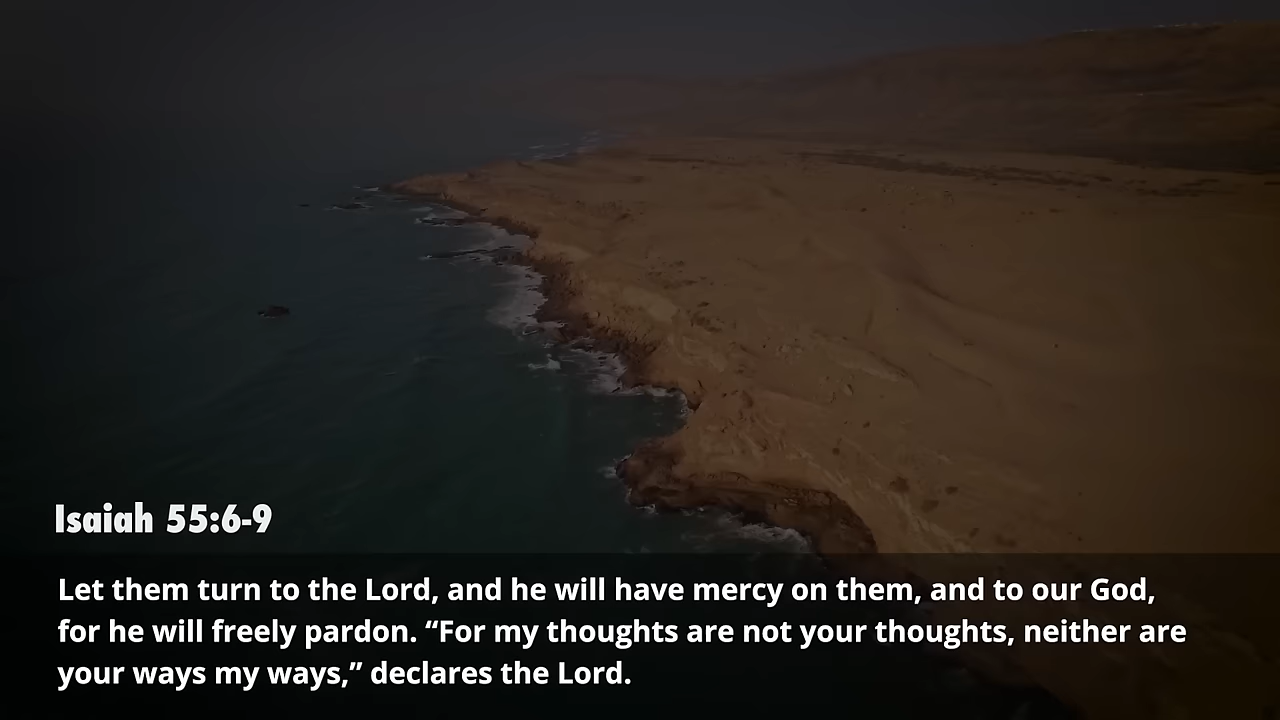 Isaiah 55:6-9
Let them turn to the Lord, and he will have mercy on them, and to our God,
for he will freely pardon. “For my thoughts are not your thoughts, neither are
your ways my ways,” declares the Lord.